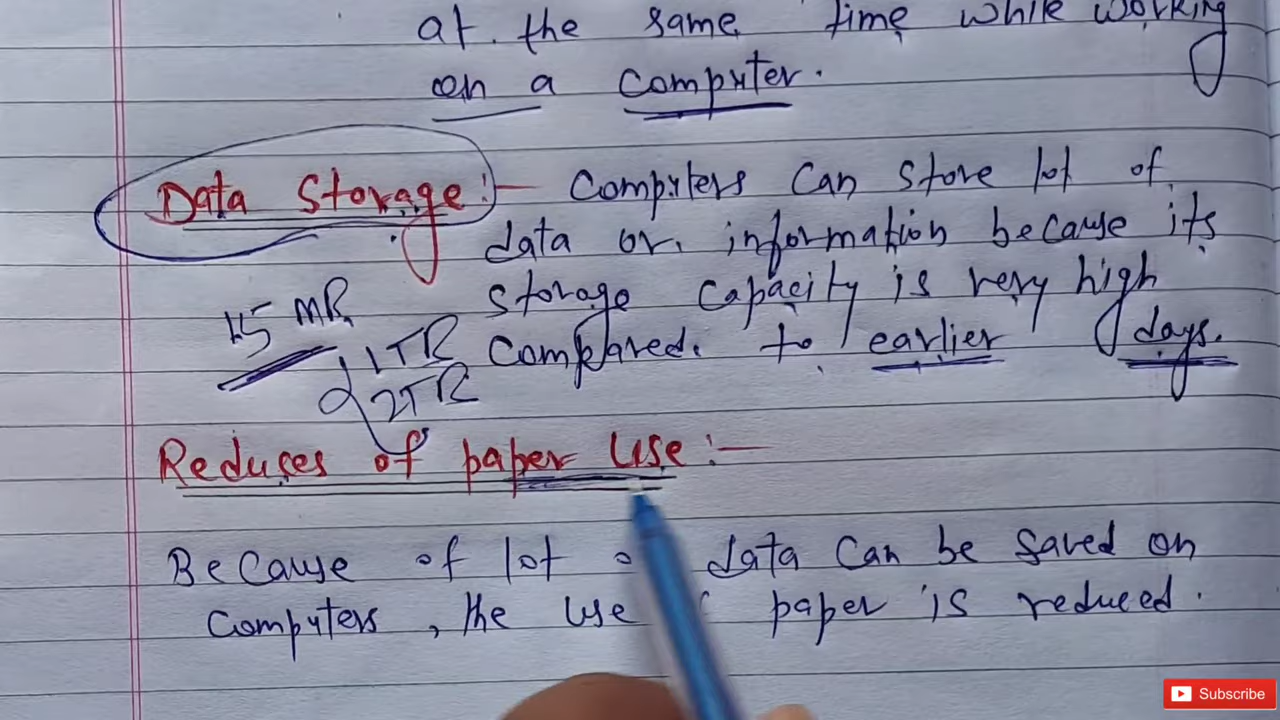 at the same time while working
on a computer.
Data Storage:- Computers can store lot of
data or information because its
storage capacity is very high
compared to earlier days.
45 MB
1TB
2TB
Reduces of paper use:-
Because of lot data can be saved on
computers, the use paper is reduced.
Subscribe